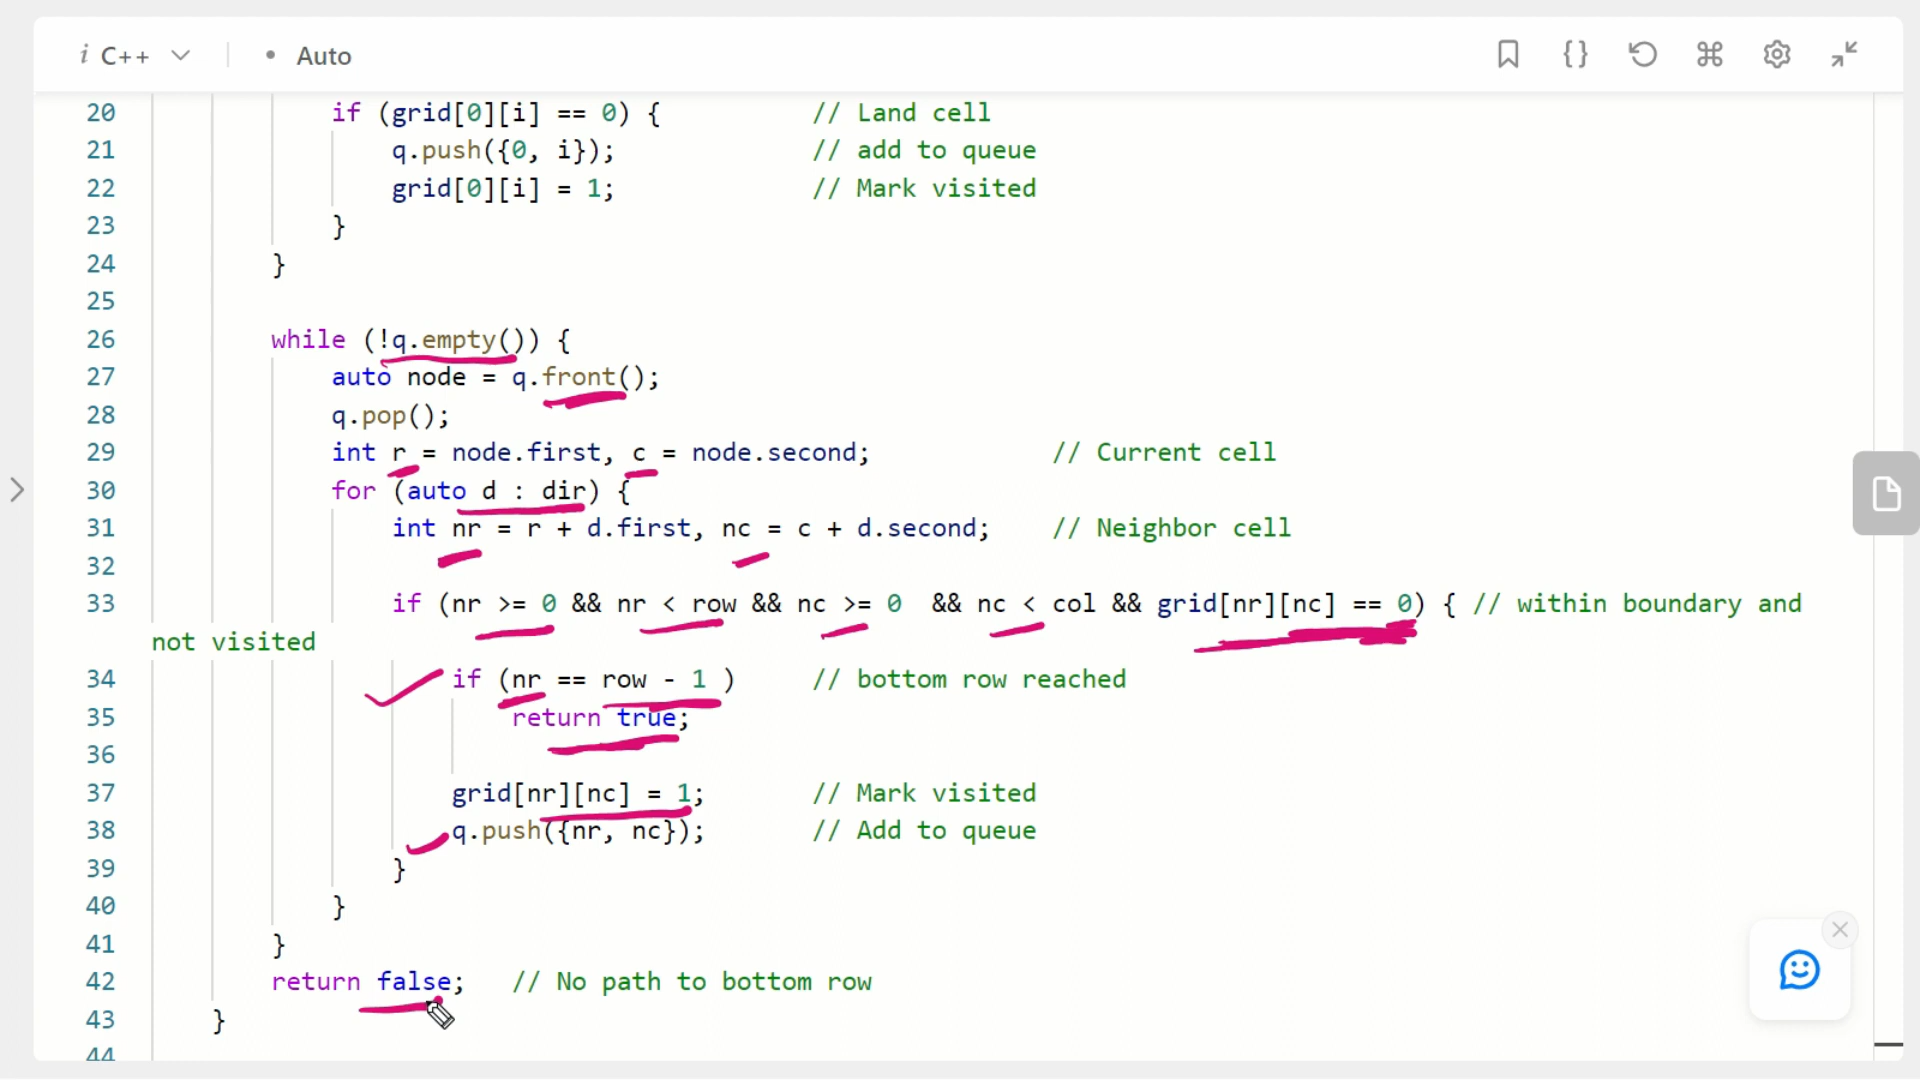 i C++ • Auto
20 if (grid[0][i] == 0) { // Land cell
21 q.push({0, i}); // add to queue
22 grid[0][i] = 1; // Mark visited
23 }
24 }
25
26 while (!q.empty()) {
27 auto node = q.front();
28 q.pop();
29 int r = node.first, c = node.second; // Current cell
30 for (auto d : dir) {
31 int nr = r + d.first, nc = c + d.second; // Neighbor cell
32
33 if (nr >= 0 && nr < row && nc >= 0 && nc < col && grid[nr][nc] == 0) { // within boundary and
not visited
34 if (nr == row - 1 ) // bottom row reached
35 return true;
36
37 grid[nr][nc] = 1; // Mark visited
38 q.push({nr, nc}); // Add to queue
39 }
40 }
41 }
42 return false; // No path to bottom row
43 }
44